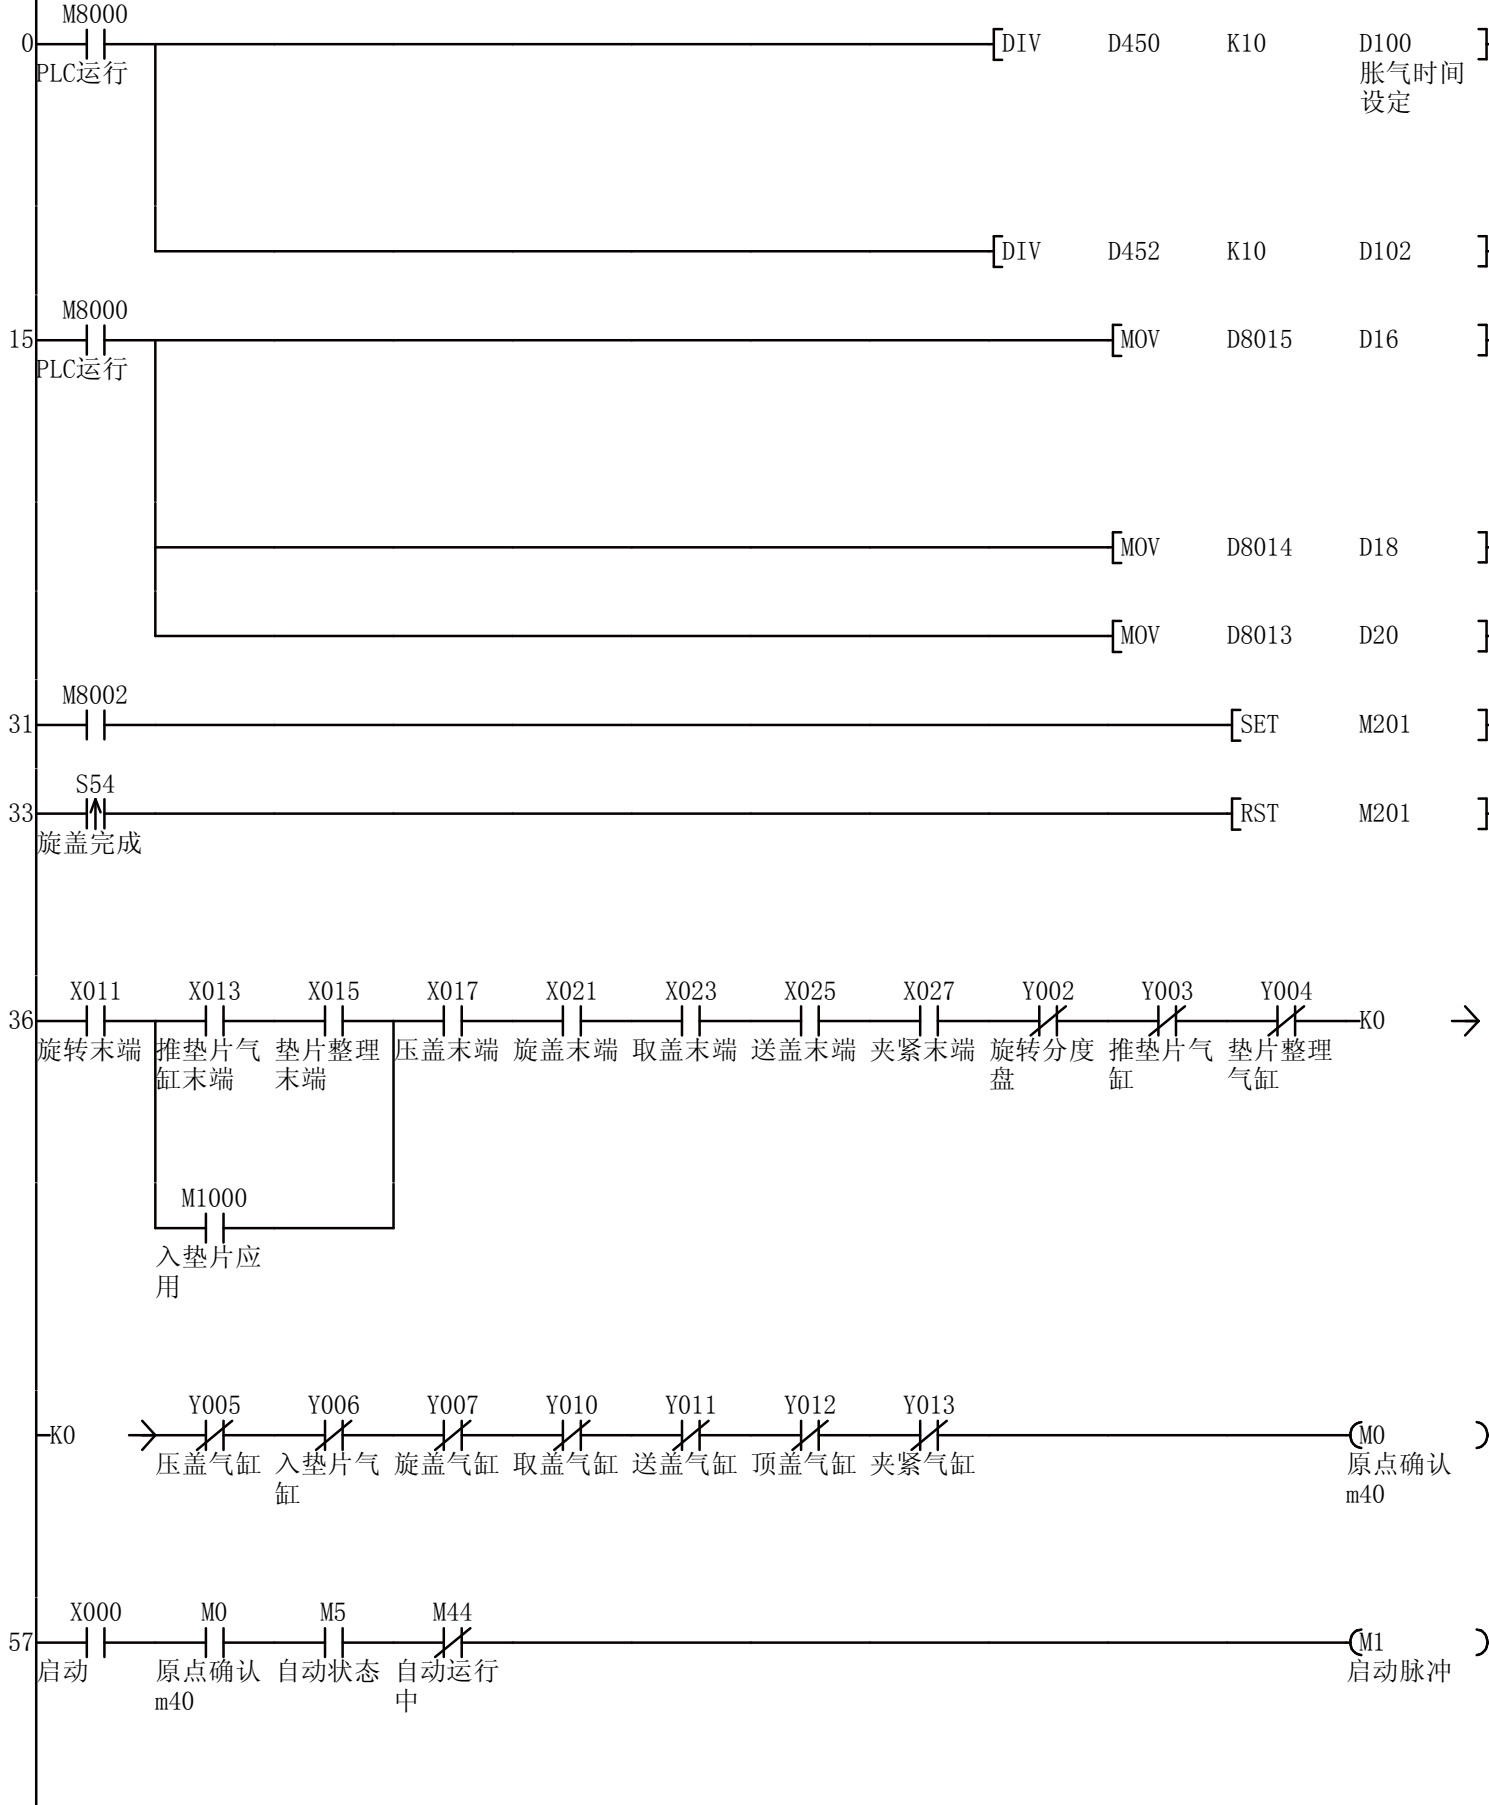 M8000
0 DIV D450 K10 D100
PLC运行 胀气时间
设定
DIV D452 K10 D102
M8000
15 MOV D8015 D16
PLC运行
MOV D8014 D18
MOV D8013 D20
M8002
31 SET M201
S54
33 RST M201
旋盖完成
X011 X013 X015 X017 X021 X023 X025 X027 Y002 Y003 Y004
36 K0
旋转末端 推垫片气 垫片整理 压盖末端 旋盖末端 取盖末端 送盖末端 夹紧末端 旋转分度 推垫片气 垫片整理
缸末端 末端 盘 缸 气缸
M1000
入垫片应
用
Y005 Y006 Y007 Y010 Y011 Y012 Y013
K0 M0
压盖气缸 入垫片气 旋盖气缸 取盖气缸 送盖气缸 顶盖气缸 夹紧气缸 原点确认
缸 m40
X000 M0 M5 M44
57 M1
启动 原点确认 自动状态 自动运行 启动脉冲
m40 中